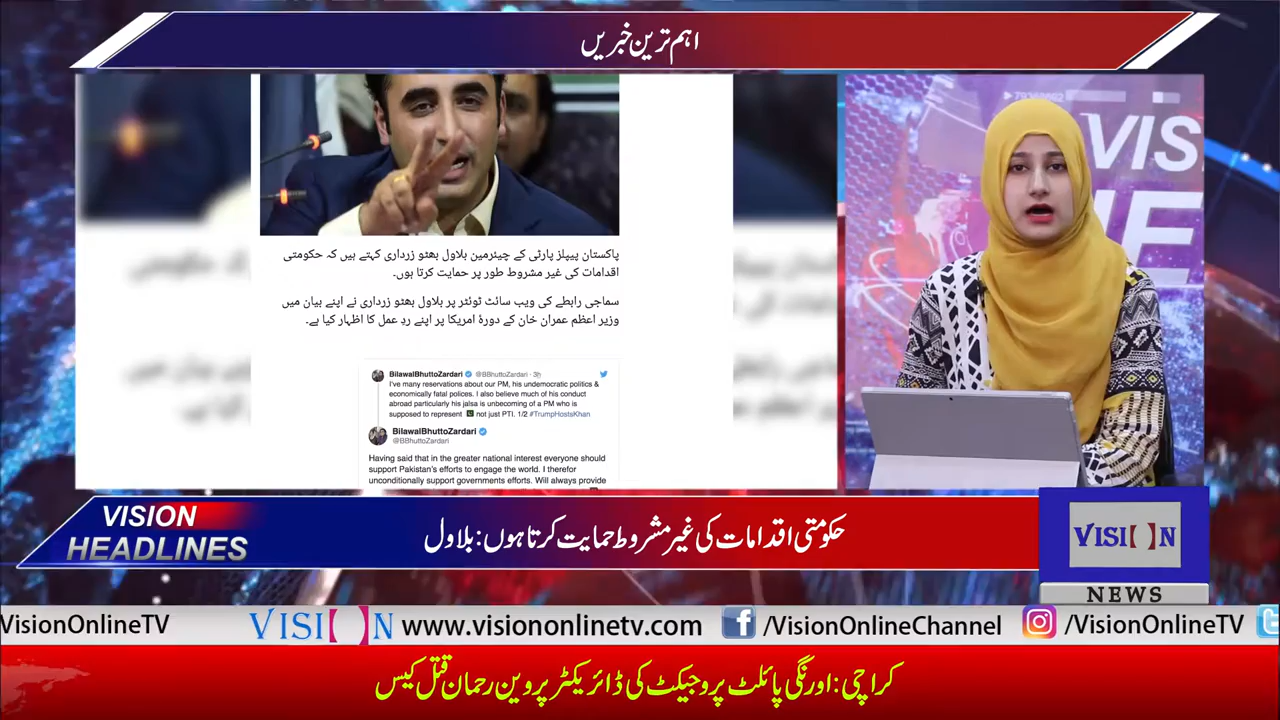 اہم ترین خبریں
VIS
NE
پاکستان پیپلز پارٹی کے چیئرمین بلاول بھٹو زرداری کہتے ہیں کہ حکومتی
اقدامات کی غیر مشروط طور پر حمایت کرتا ہوں۔
سماجی رابطے کی ویب سائٹ ٹوئٹر پر بلاول بھٹو زرداری نے اپنے بیان میں
وزیر اعظم عمران خان کے دورۂ امریکا پر اپنے ردِ عمل کا اظہار کیا ہے۔
BilawalBhuttoZardari @BBhuttoZardari · 3h
I've many reservations about our PM, his undemocratic politics &
economically fatal polices. I also believe much of his conduct
abroad particularly his jalsa is unbecoming of a PM who is
supposed to represent 🇵🇰 not just PTI. 1/2 #TrumpHostsKhan
BilawalBhuttoZardari
@BBhuttoZardari
Having said that in the greater national interest everyone should
support Pakistan's efforts to engage the world. I therefor
unconditionally support governments efforts. Will always provide
VISION
HEADLINES
حکومتی اقدامات کی غیر مشروط حمایت کرتا ہوں: بلاول
VISION
NEWS
VisionOnlineTV VISION www.visiononlinetv.com /VisionOnlineChannel /VisionOnlineTV
کراچی: اورنگی پائلٹ پروجیکٹ کی ڈائریکٹر پروین رحمان قتل کیس